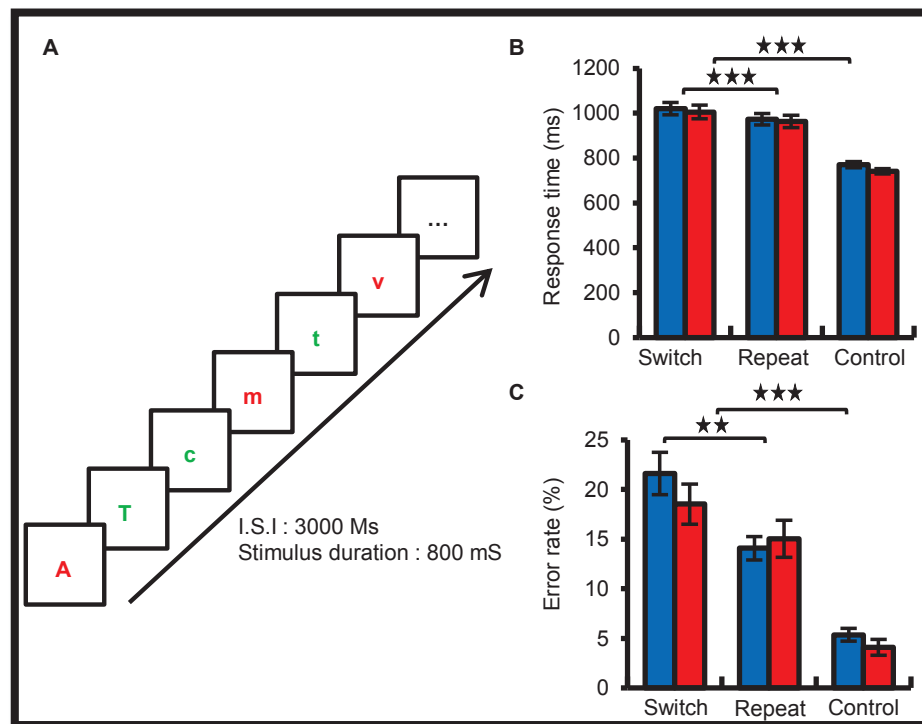 A
A
T
c
m
t
v
...
I.S.I : 3000 Ms
Stimulus duration : 800 mS
B
★★★
★★★
Response time (ms)
1200
1000
800
600
400
200
0
Switch Repeat Control
C
★★★
★★
Error rate (%)
25
20
15
10
5
0
Switch Repeat Control